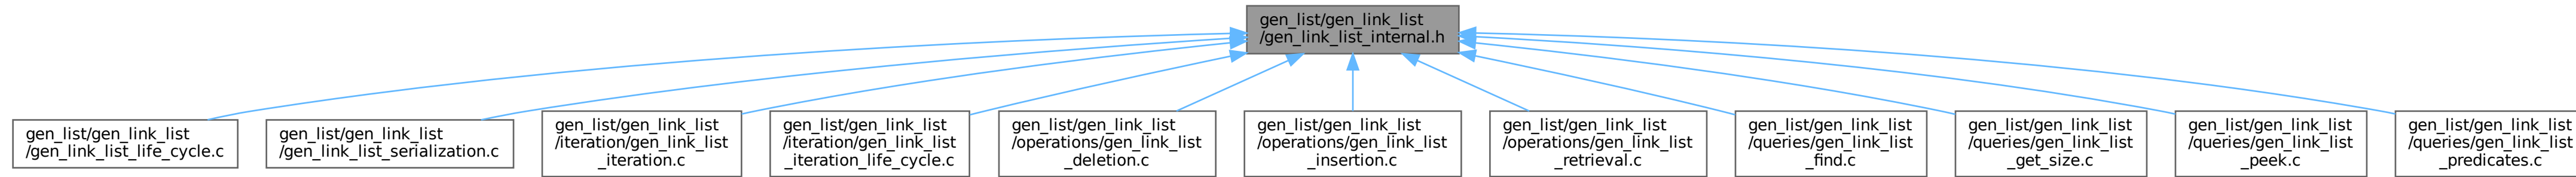 gen_list/gen_link_list
/gen_link_list_internal.h
gen_list/gen_link_list
/gen_link_list_life_cycle.c
gen_list/gen_link_list
/gen_link_list_serialization.c
gen_list/gen_link_list
/iteration/gen_link_list
_iteration.c
gen_list/gen_link_list
/iteration/gen_link_list
_iteration_life_cycle.c
gen_list/gen_link_list
/operations/gen_link_list
_deletion.c
gen_list/gen_link_list
/operations/gen_link_list
_insertion.c
gen_list/gen_link_list
/operations/gen_link_list
_retrieval.c
gen_list/gen_link_list
/queries/gen_link_list
_find.c
gen_list/gen_link_list
/queries/gen_link_list
_get_size.c
gen_list/gen_link_list
/queries/gen_link_list
_peek.c
gen_list/gen_link_list
/queries/gen_link_list
_predicates.c